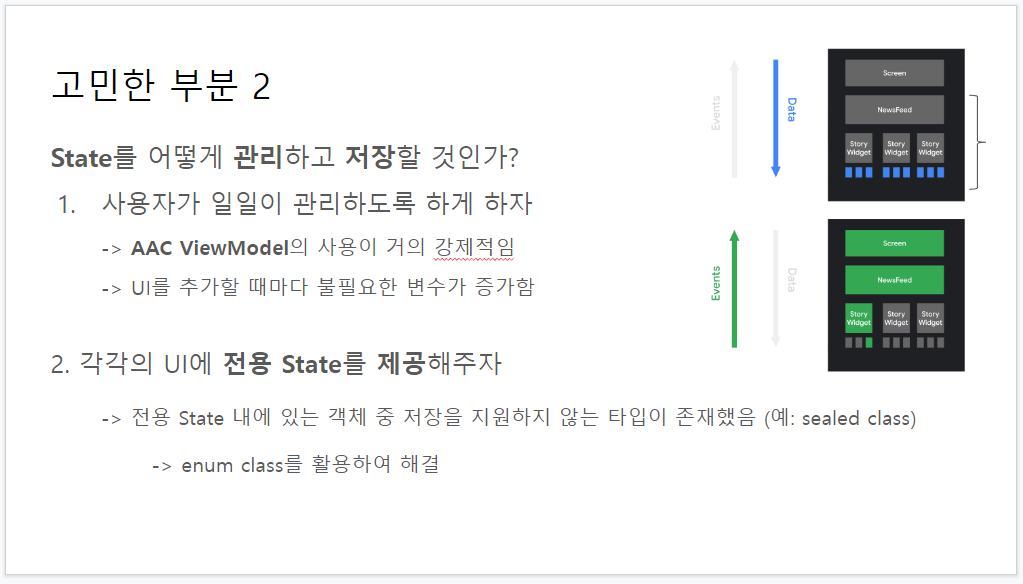 고민한 부분 2
State를 어떻게 관리하고 저장할 것인가?
1. 사용자가 일일이 관리하도록 하게 하자
-> AAC ViewModel의 사용이 거의 강제적임
-> UI를 추가할 때마다 불필요한 변수가 증가함
2. 각각의 UI에 전용 State를 제공해주자
-> 전용 State 내에 있는 객체 중 저장을 지원하지 않는 타입이 존재했음 (예: sealed class)
-> enum class를 활용하여 해결
Events
Data
Screen
NewsFeed
Story
Widget
Story
Widget
Story
Widget
Events
Data
Screen
NewsFeed
Story
Widget
Story
Widget
Story
Widget